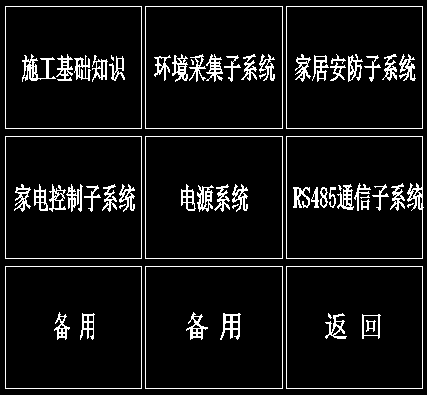 施工基础知识
环境采集子系统
家居安防子系统
家电控制子系统
电源系统
RS485通信子系统
备用
备用
返回